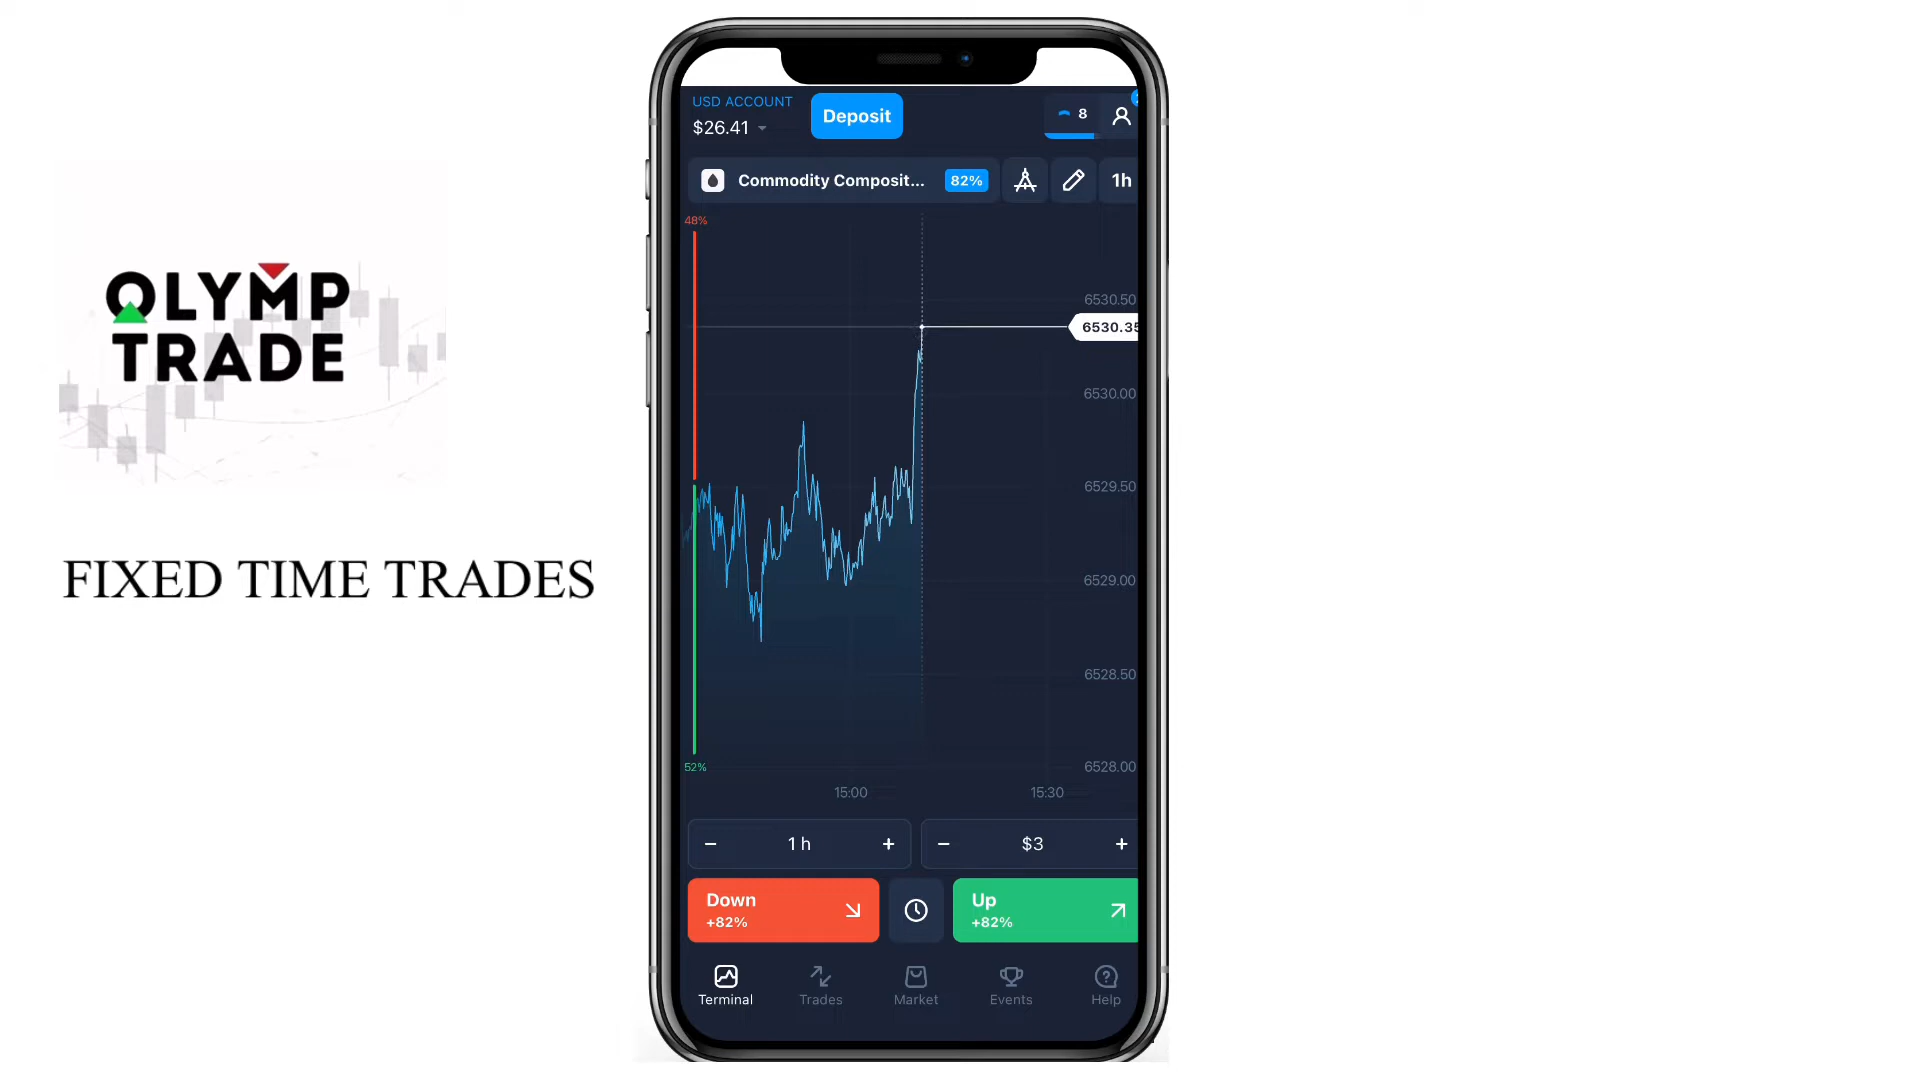 OLYMP
TRADE
FIXED TIME TRADES
USD ACCOUNT
$26.41
Deposit
8
Commodity Composit...
82%
1h
48%
6530.50
6530.35
6530.00
6529.50
6529.00
6528.50
6528.00
52%
15:00
15:30
− 1 h +
− $3 +
Down
+82%
Up
+82%
Terminal
Trades
Market
Events
Help